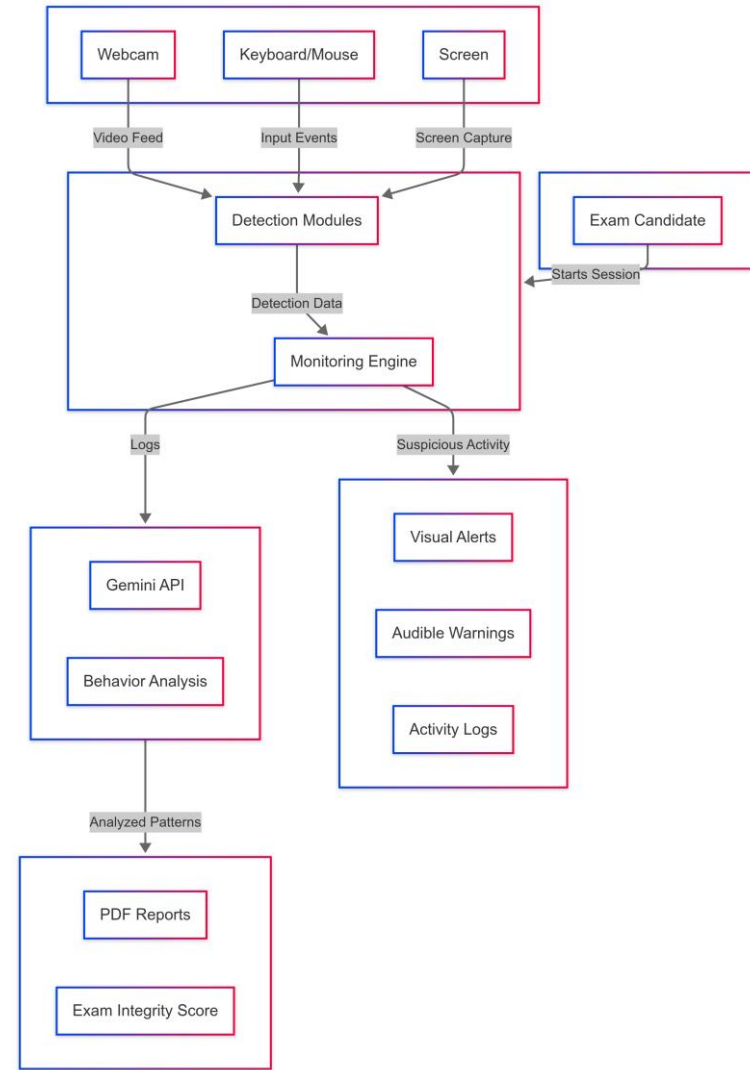 Webcam
Keyboard/Mouse
Screen
Video Feed
Input Events
Screen Capture
Detection Modules
Exam Candidate
Starts Session
Detection Data
Monitoring Engine
Logs
Suspicious Activity
Visual Alerts
Gemini API
Audible Warnings
Behavior Analysis
Activity Logs
Analyzed Patterns
PDF Reports
Exam Integrity Score